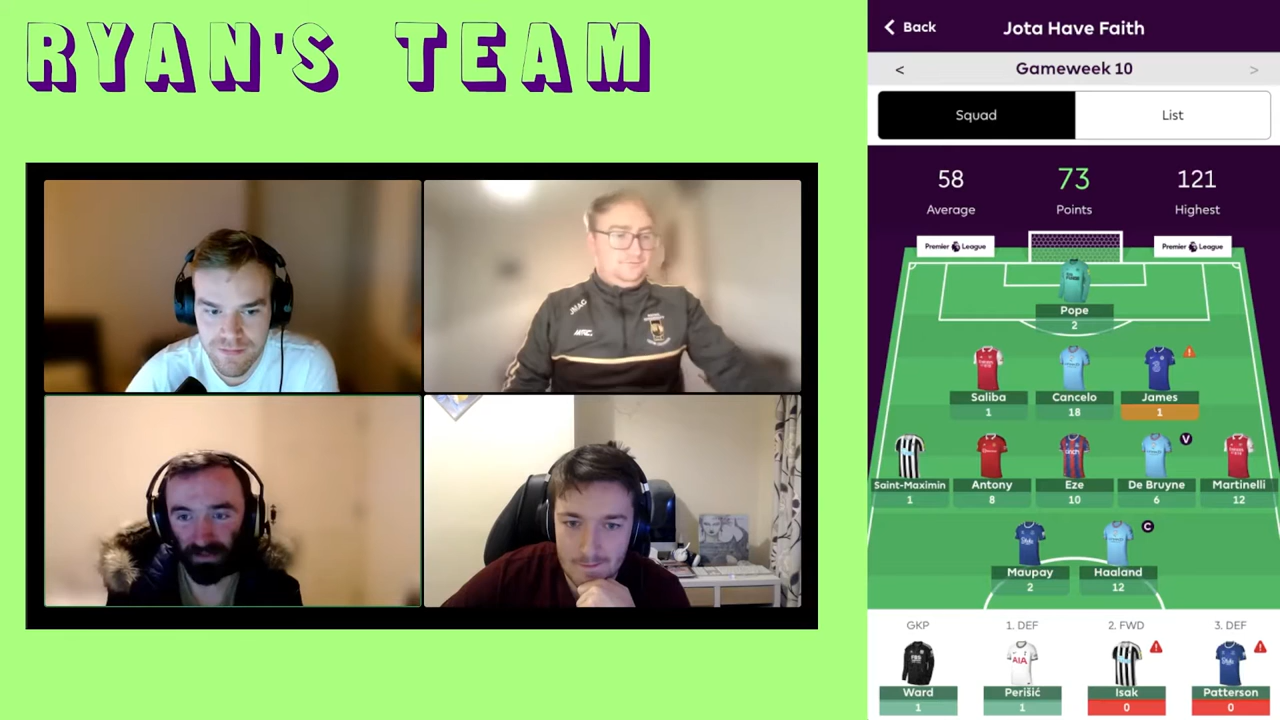 RYAN'S TEAM
Back
Jota Have Faith
< Gameweek 10 >
Squad List
58 73 121
Average Points Highest
Premier League Premier League
Pope
2
Saliba Cancelo James
1 18 1
V
Saint-Maximin Antony Eze De Bruyne Martinelli
1 8 10 6 12
C
Maupay Haaland
2 12
GKP 1. DEF 2. FWD 3. DEF
AIA
Ward Perišić Isak Patterson
1 1 0 0
JMAC